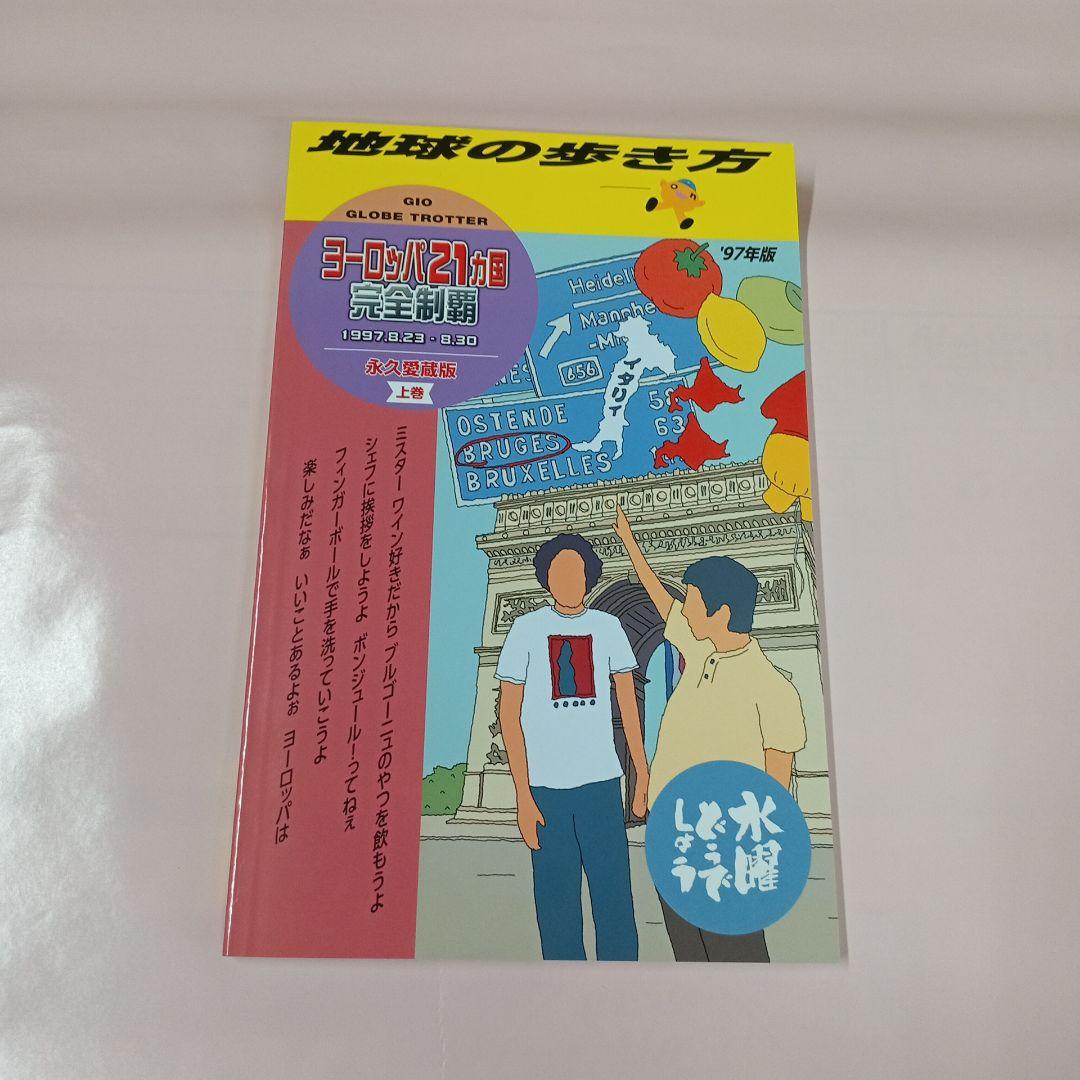 地球の歩き方
GIO
GLOBE TROTTER
ヨーロッパ21ヵ国
完全制覇
1997.8.23 - 8.30
永久愛蔵版
上巻
'97年版
Heidel
Mannhe
-Mr
656
NES
イタリィ
OSTENDE 5
BRUGES 63
BRUXELLES
ミスター ワイン好きだから ブルゴーニュのやつを飲もうよ
シェフに挨拶をしようよ ボンジュール!ってねぇ
フィンガーボールで手を洗っていこうよ
楽しみだなぁ いいことあるよぉ ヨーロッパは
水曜
どうで
しょう